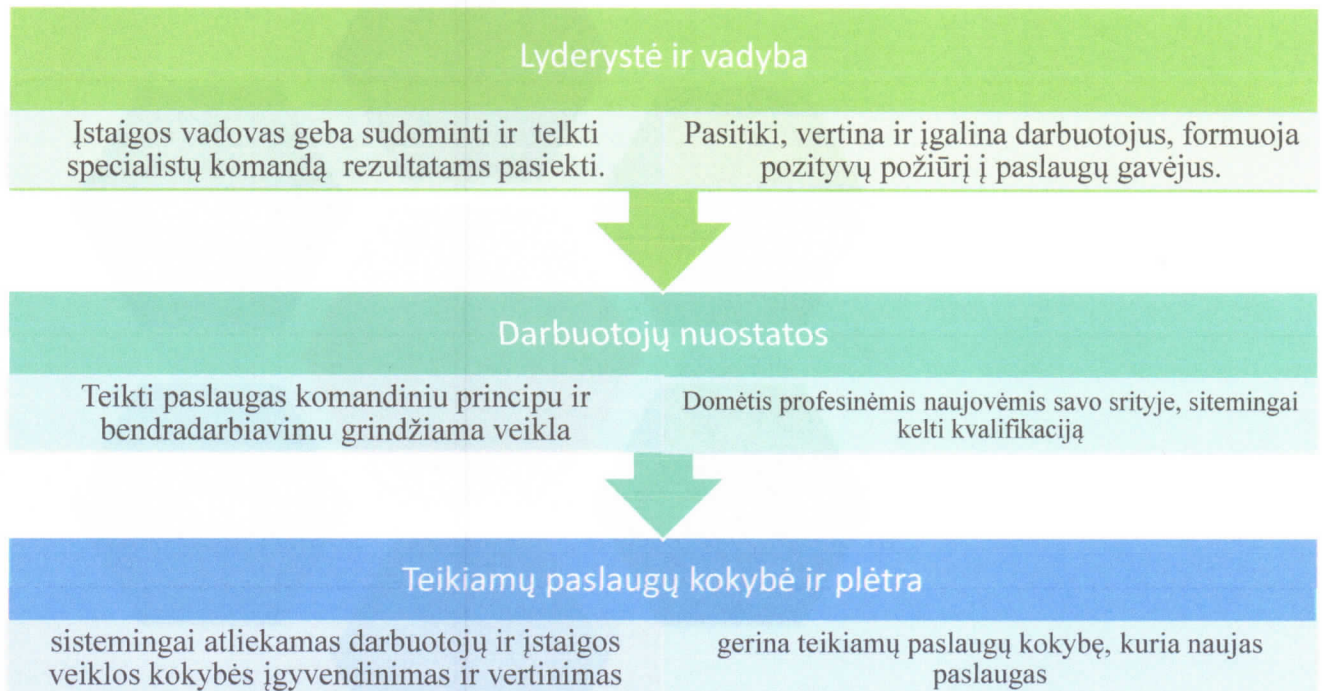 Lyderystė ir vadyba
Įstaigos vadovas geba sudominti ir telkti
specialistų komandą rezultatams pasiekti.
Pasitiki, vertina ir įgalina darbuotojus, formuoja
pozityvų požiūrį į paslaugų gavėjus.
Darbuotojų nuostatos
Teikti paslaugas komandiniu principu ir
bendradarbiavimu grindžiama veikla
Domėtis profesinėmis naujovėmis savo srityje, sitemingai
kelti kvalifikaciją
Teikiamų paslaugų kokybė ir plėtra
sistemingai atliekamas darbuotojų ir įstaigos
veiklos kokybės įgyvendinimas ir vertinimas
gerina teikiamų paslaugų kokybę, kuria naujas
paslaugas